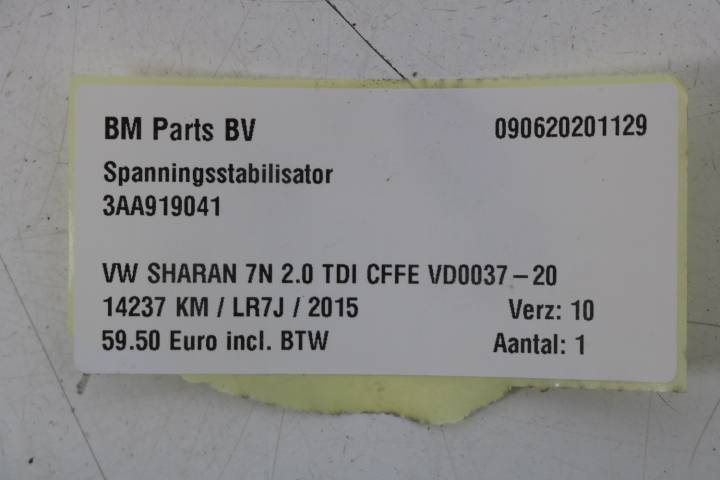 BM Parts BV 090620201129
Spanningsstabilisator
3AA919041
VW SHARAN 7N 2.0 TDI CFFE VD0037-20
14237 KM / LR7J / 2015 Verz: 10
59.50 Euro incl. BTW Aantal: 1